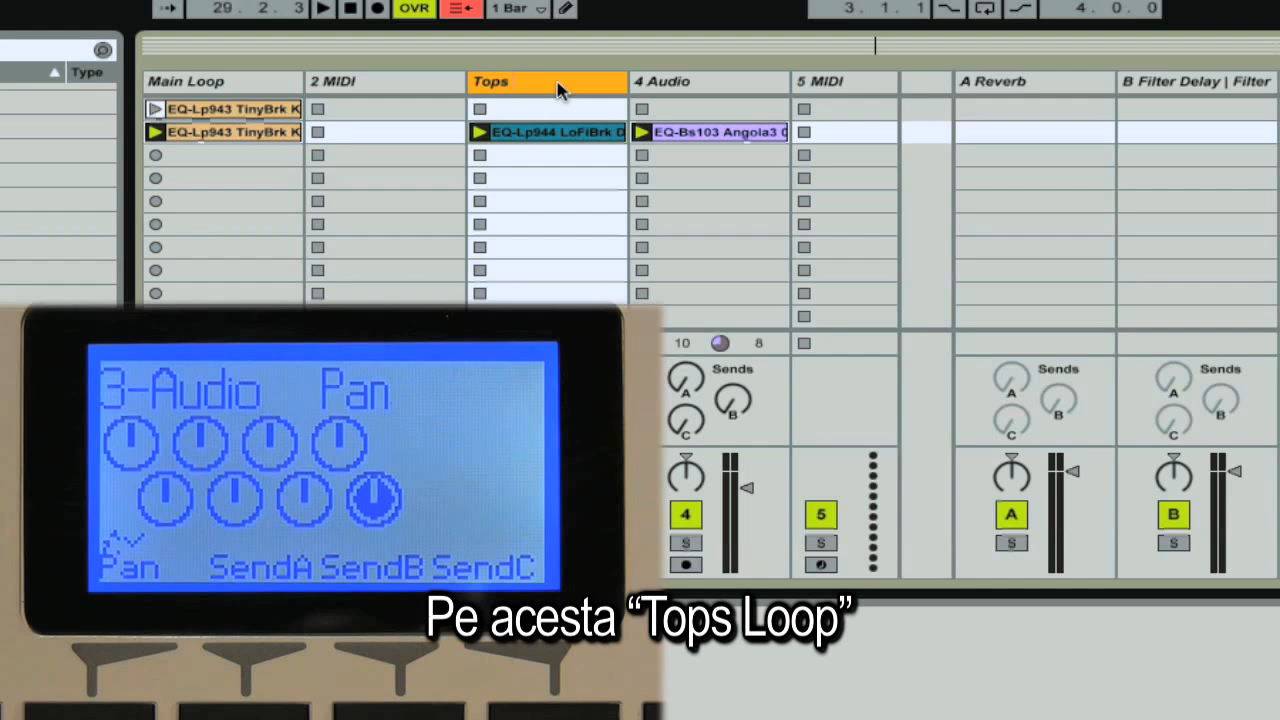 29. 2. 3 OVR 1 Bar 3. 1. 1 4. 0. 0
Type
Main Loop 2 MIDI Tops 4 Audio 5 MIDI A Reverb B Filter Delay | Filter
EQ-Lp943 TinyBrk K
EQ-Lp943 TinyBrk K EQ-Lp944 LoFiBrk D EQ-Bs103 Angola3
10 8
Sends Sends Sends
A B A B A B
C C C
4 5 A B
S S S S
3-Audio Pan
Pan SendA SendB SendC
Pe acesta “Tops Loop”